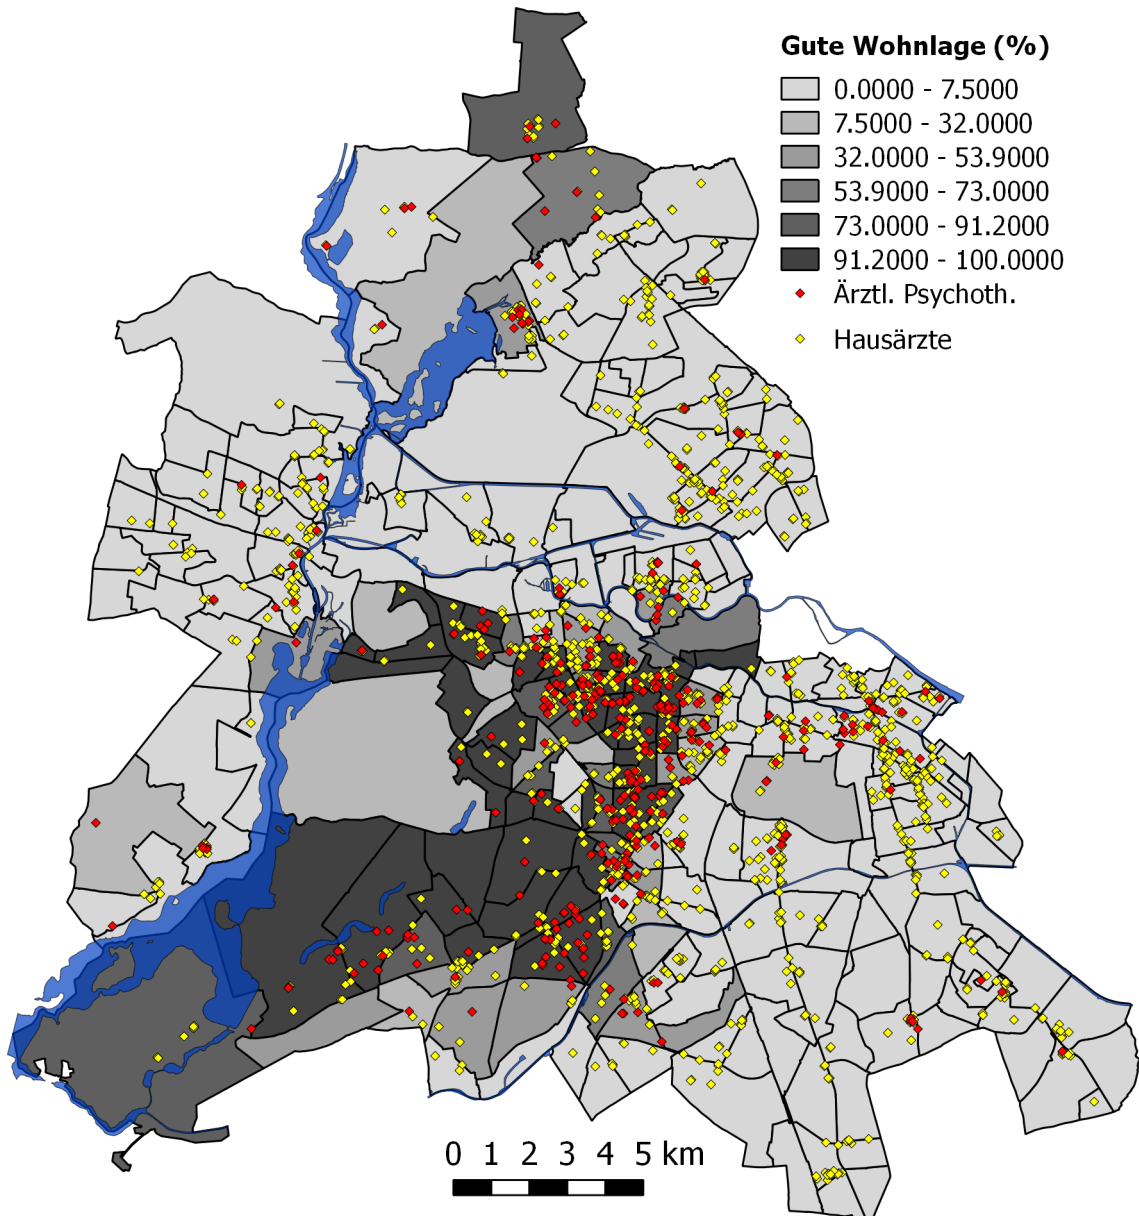 Gute Wohnlage (%)
0.0000 - 7.5000
7.5000 - 32.0000
32.0000 - 53.9000
53.9000 - 73.0000
73.0000 - 91.2000
91.2000 - 100.0000
Ärztl. Psychoth.
Hausärzte
0 1 2 3 4 5 km